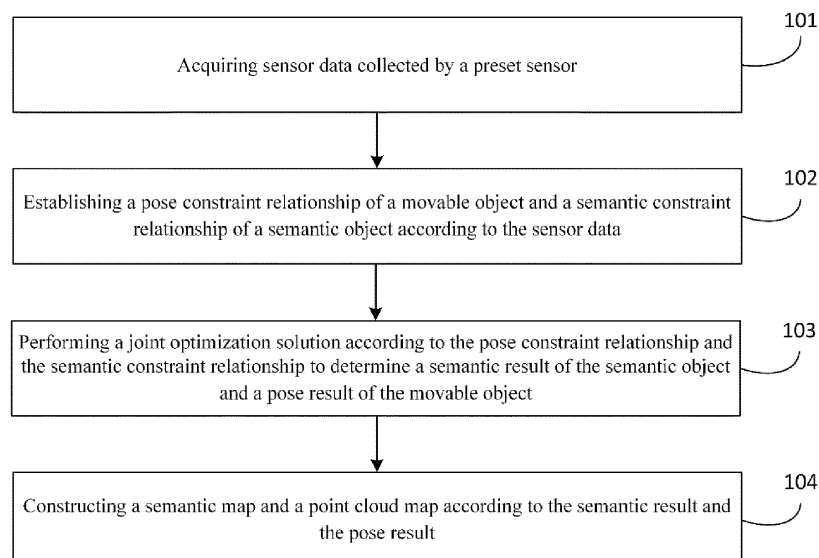 101
Acquiring sensor data collected by a preset sensor
102
Establishing a pose constraint relationship of a movable object and a semantic constraint
relationship of a semantic object according to the sensor data
103
Performing a joint optimization solution according to the pose constraint relationship and
the semantic constraint relationship to determine a semantic result of the semantic object
and a pose result of the movable object
104
Constructing a semantic map and a point cloud map according to the semantic result and
the pose result